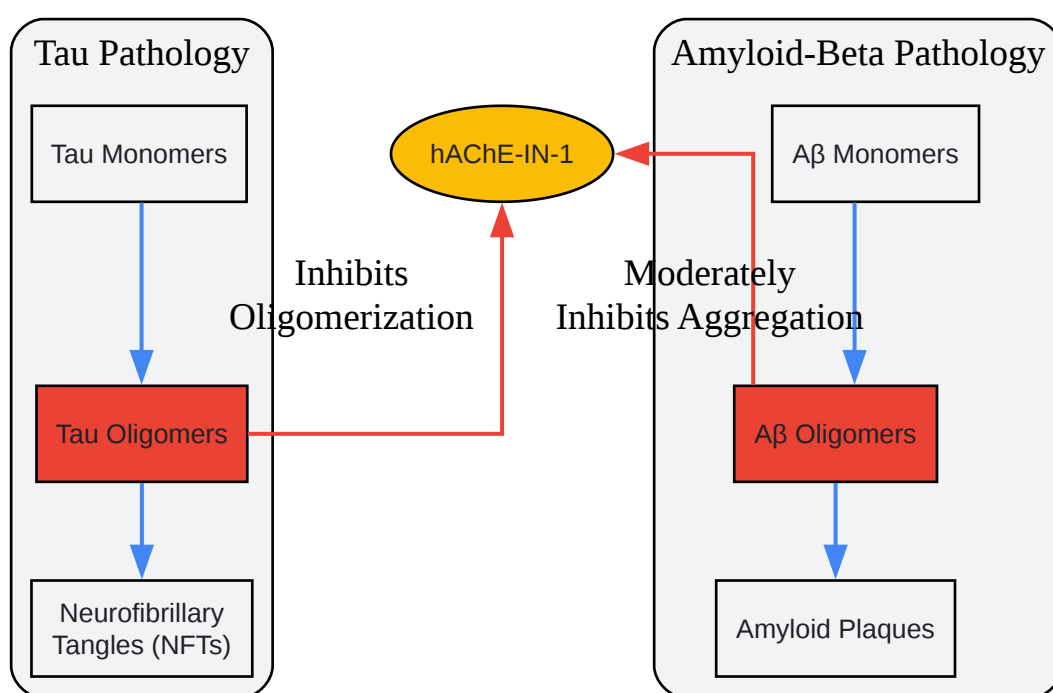 Tau Pathology
Amyloid-Beta Pathology
Tau Monomers
hAChE-IN-1
Aβ Monomers
Inhibits
Oligomerization
Moderately
Inhibits Aggregation
Tau Oligomers
Aβ Oligomers
Neurofibrillary
Tangles (NFTs)
Amyloid Plaques